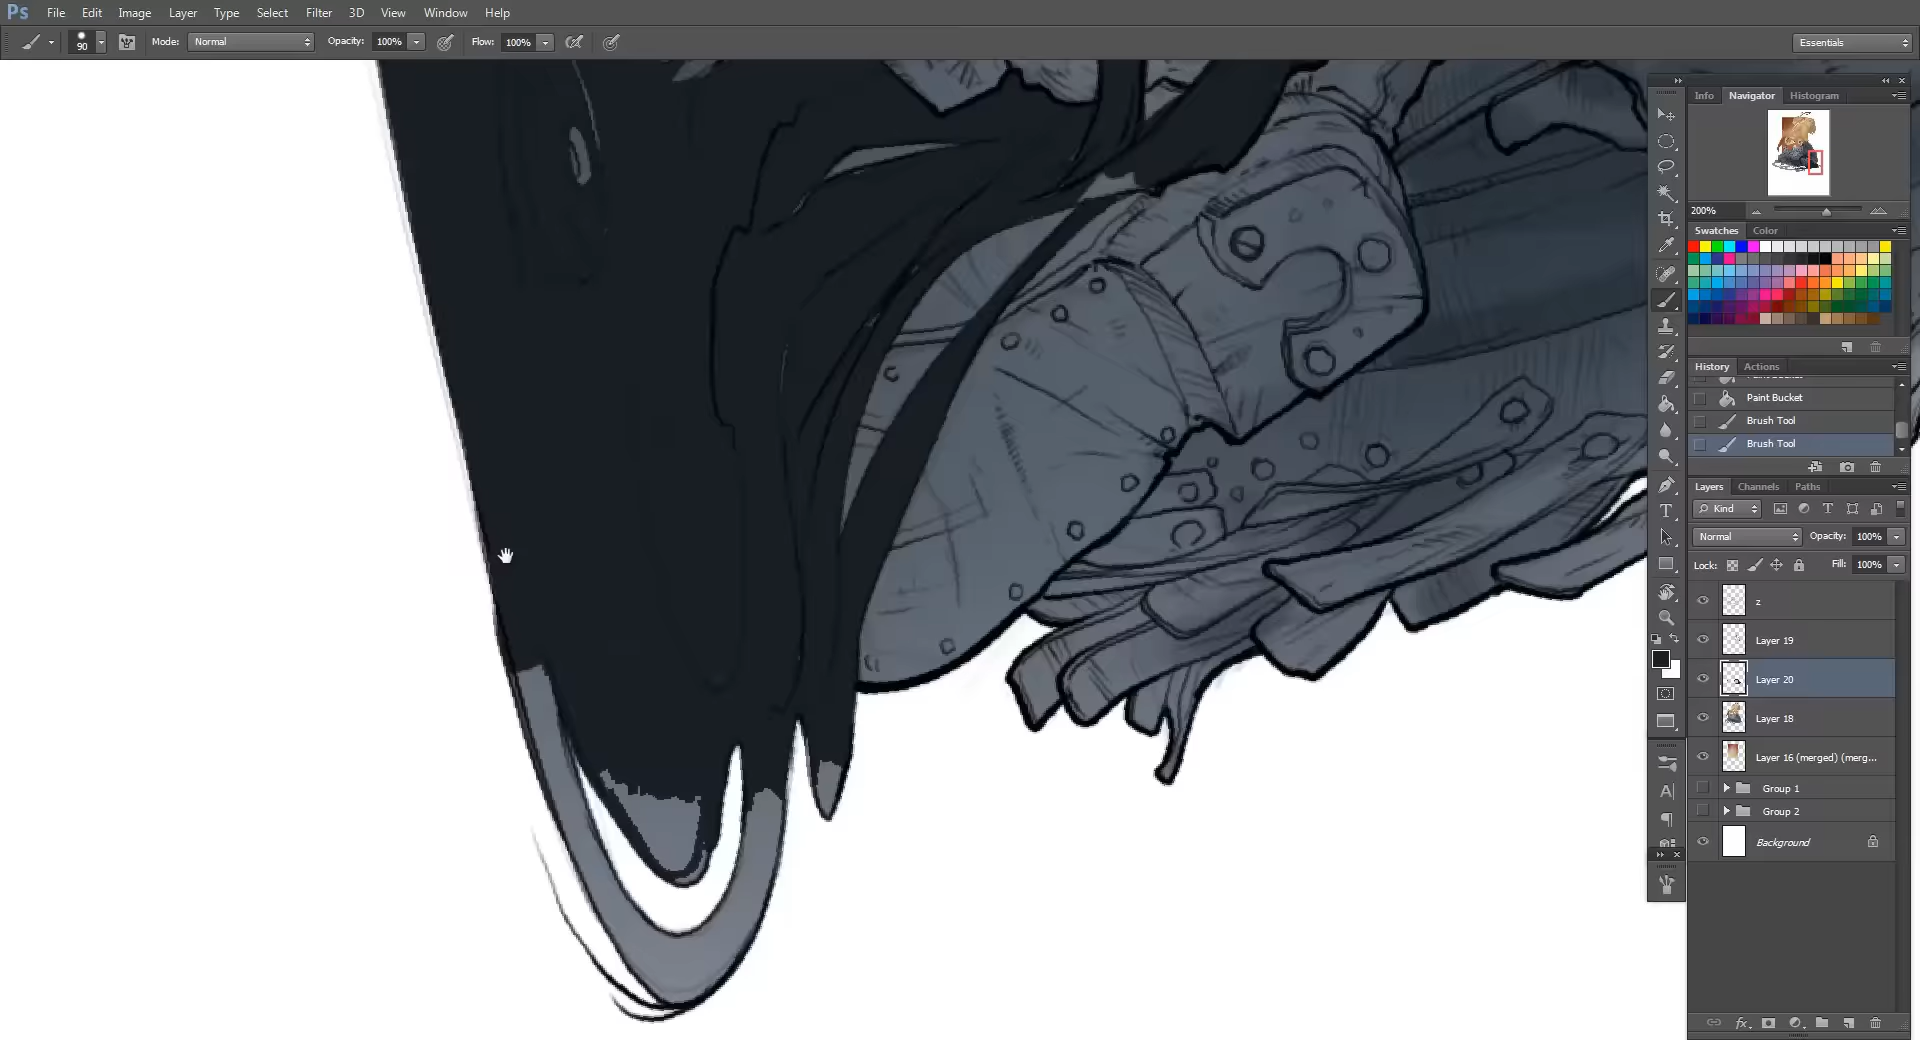 Ps File Edit Image Layer Type Select Filter 3D View Window Help
90 Mode: Normal Opacity: 100% Flow: 100% Essentials
Info Navigator Histogram
200%
Swatches Color
History Actions
Paint Bucket
Brush Tool
Brush Tool
Layers Channels Paths
Kind
Normal Opacity: 100%
Lock: Fill: 100%
z
Layer 19
Layer 20
Layer 18
Layer 16 (merged) (merg...
Group 1
Group 2
Background
fx